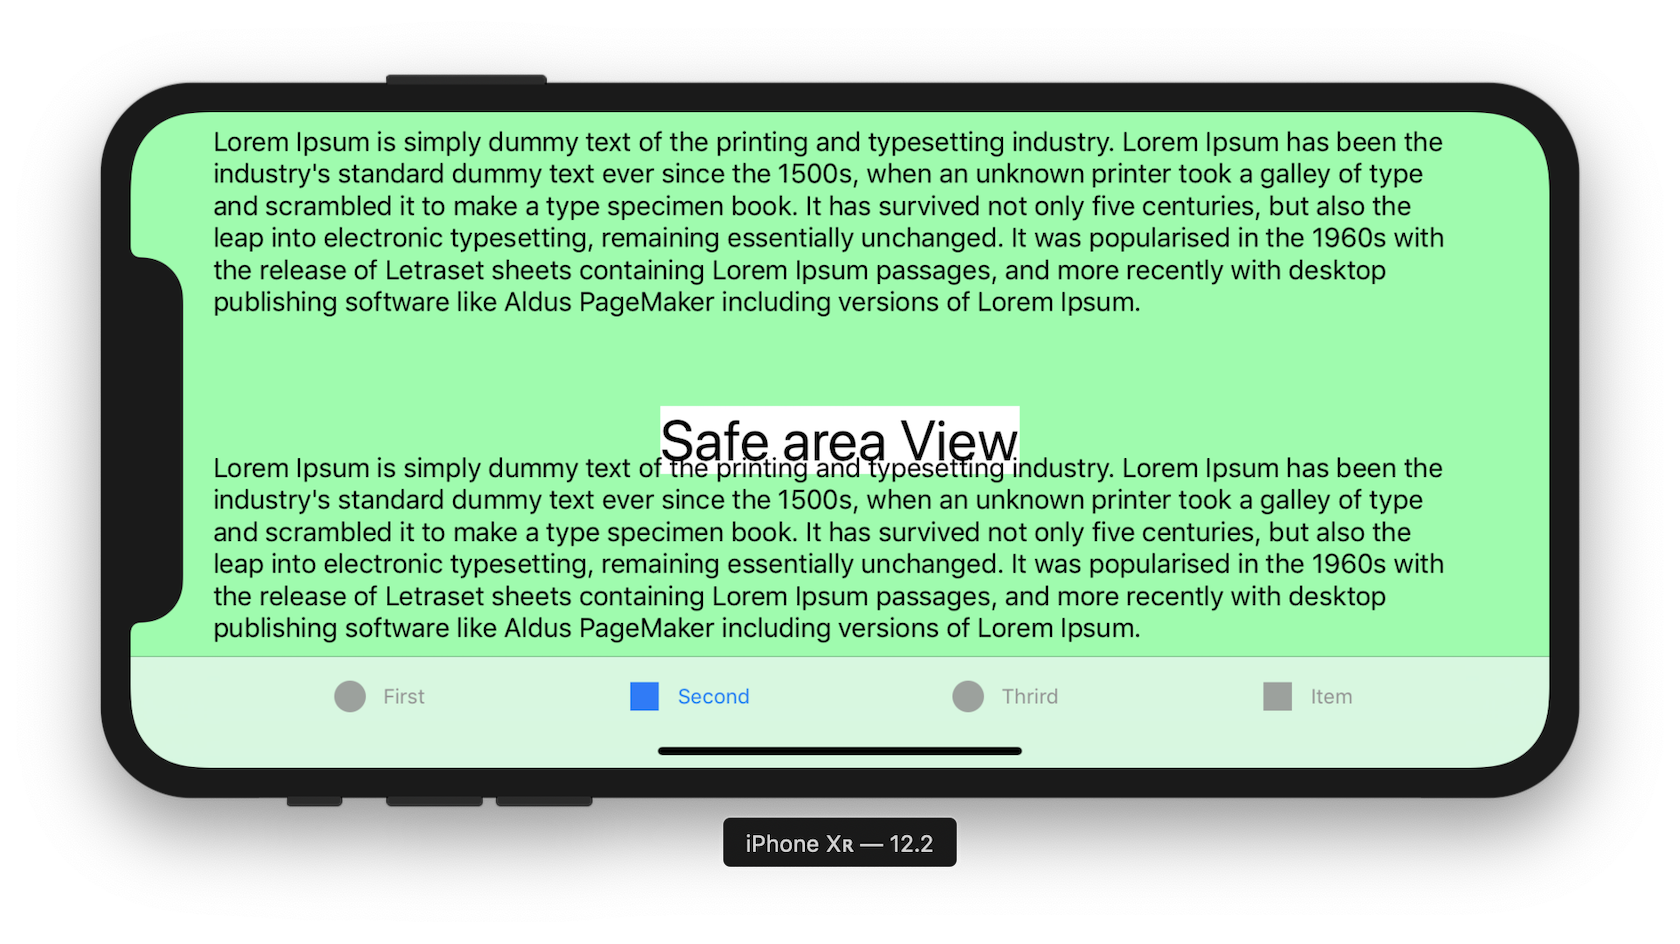 Lorem Ipsum is simply dummy text of the printing and typesetting industry. Lorem Ipsum has been the
industry's standard dummy text ever since the 1500s, when an unknown printer took a galley of type
and scrambled it to make a type specimen book. It has survived not only five centuries, but also the
leap into electronic typesetting, remaining essentially unchanged. It was popularised in the 1960s with
the release of Letraset sheets containing Lorem Ipsum passages, and more recently with desktop
publishing software like Aldus PageMaker including versions of Lorem Ipsum.
Safe area View
Lorem Ipsum is simply dummy text of the printing and typesetting industry. Lorem Ipsum has been the
industry's standard dummy text ever since the 1500s, when an unknown printer took a galley of type
and scrambled it to make a type specimen book. It has survived not only five centuries, but also the
leap into electronic typesetting, remaining essentially unchanged. It was popularised in the 1960s with
the release of Letraset sheets containing Lorem Ipsum passages, and more recently with desktop
publishing software like Aldus PageMaker including versions of Lorem Ipsum.
First Second Thrird Item
iPhone Xʀ — 12.2